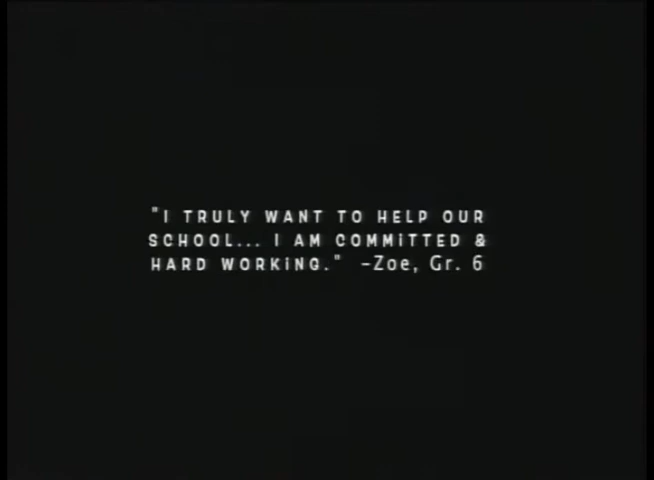 "I TRULY WANT TO HELP OUR
SCHOOL... I AM COMMITTED &
HARD WORKING." -Zoe, Gr. 6